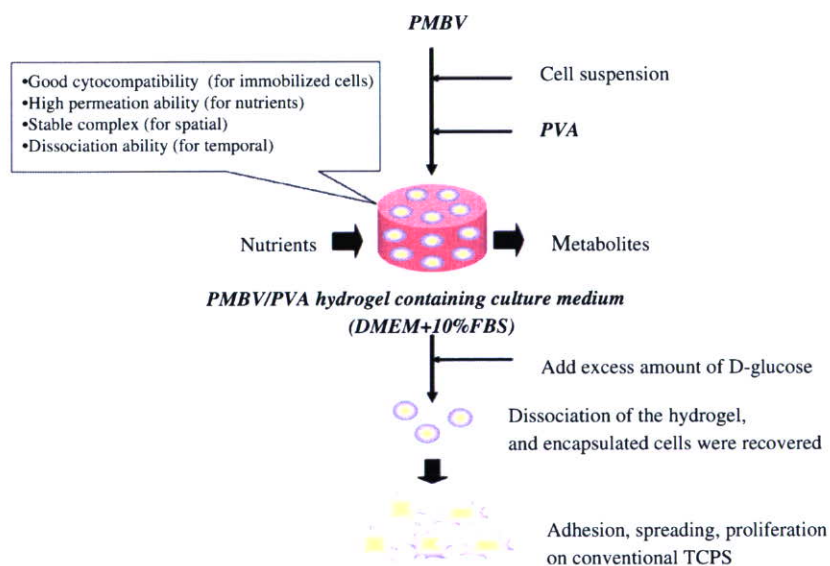 PMBV
•Good cytocompatibility (for immobilized cells)
•High permeation ability (for nutrients)
•Stable complex (for spatial)
•Dissociation ability (for temporal)
Cell suspension
PVA
Nutrients
Metabolites
PMBV/PVA hydrogel containing culture medium
(DMEM+10%FBS)
Add excess amount of D-glucose
Dissociation of the hydrogel,
and encapsulated cells were recovered
Adhesion, spreading, proliferation
on conventional TCPS